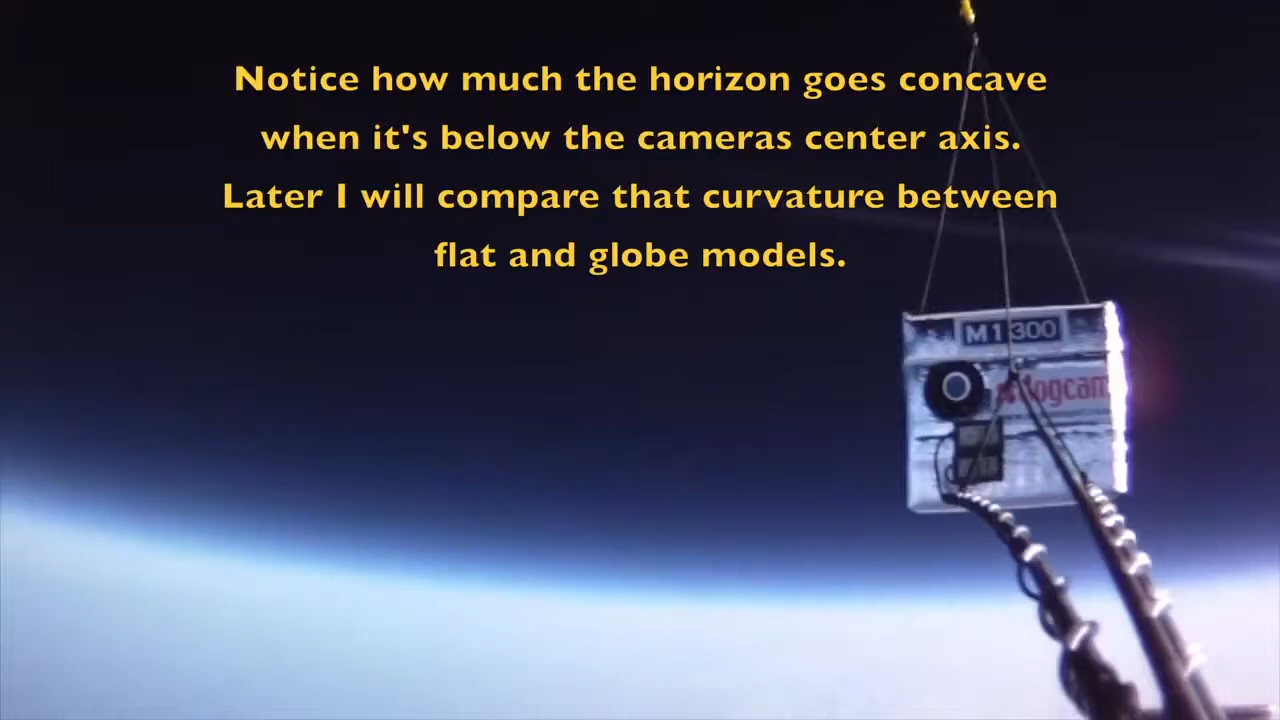 Notice how much the horizon goes concave
when it's below the cameras center axis.
Later I will compare that curvature between
flat and globe models.
M1300